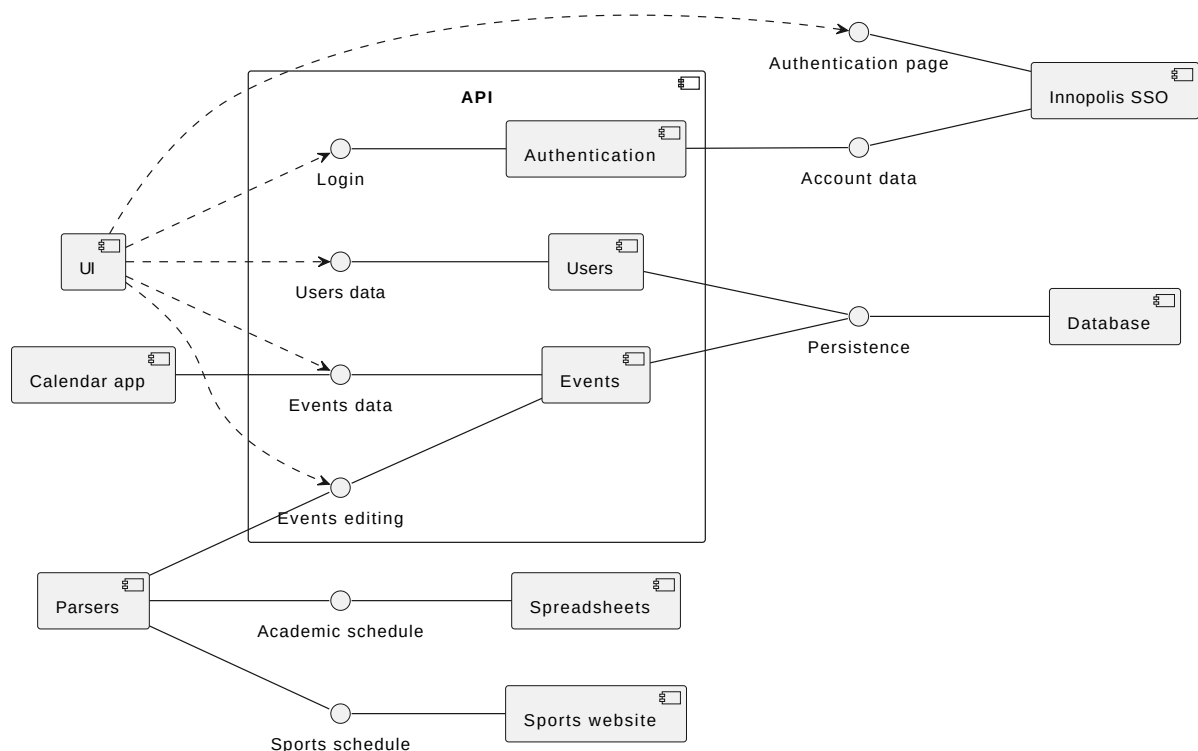 Authentication page
Innopolis SSO
API
Authentication
Login
Account data
UI
Users data
Users
Database
Persistence
Calendar app
Events data
Events
Events editing
Parsers
Academic schedule
Spreadsheets
Sports website
Sports schedule